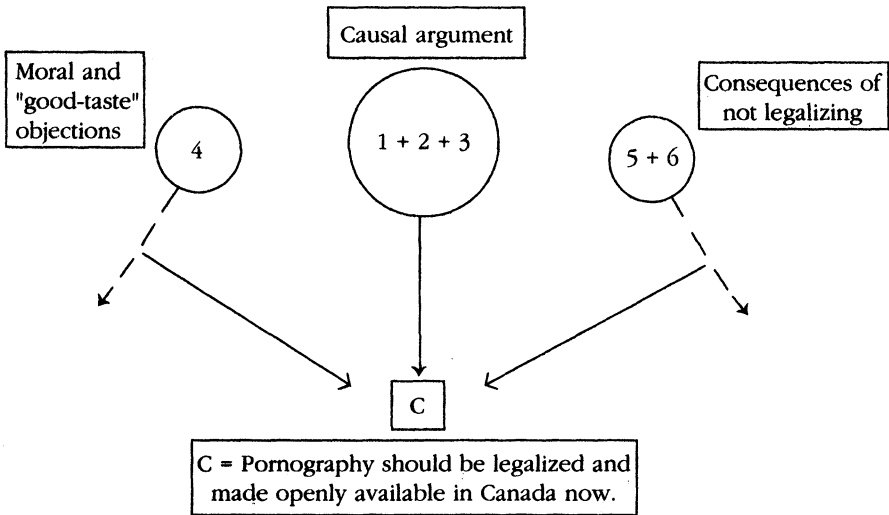 Causal argument
Moral and
"good-taste"
objections
Consequences of
not legalizing
4
1 + 2 + 3
5 + 6
C
C = Pornography should be legalized and
made openly available in Canada now.